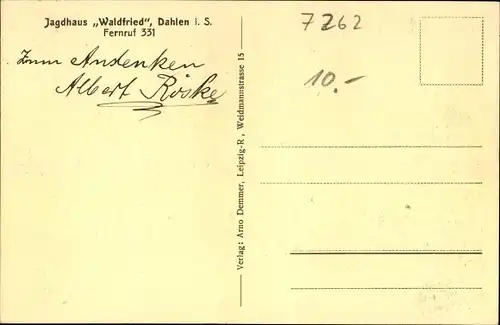 Jagdhaus „Waldfried", Dahlen i. S.
Fernruf 331
Zum Andenken
Albert Röske
7262
10.-
Verlag: Arno Demmer, Leipzig-R, Weidmannstrasse 15